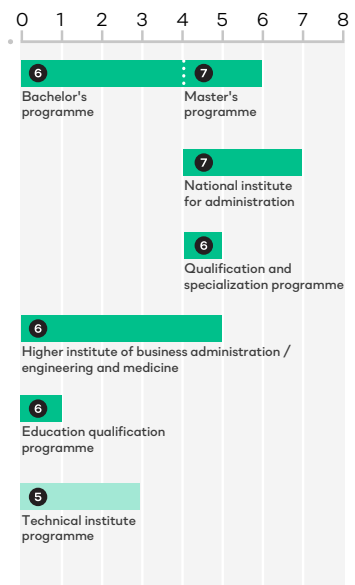 0 1 2 3 4 5 6 7 8
6 7
Bachelor's Master's
programme programme
7
National institute
for administration
6
Qualification and
specialization programme
6
Higher institute of business administration /
engineering and medicine
6
Education qualification
programme
5
Technical institute
programme